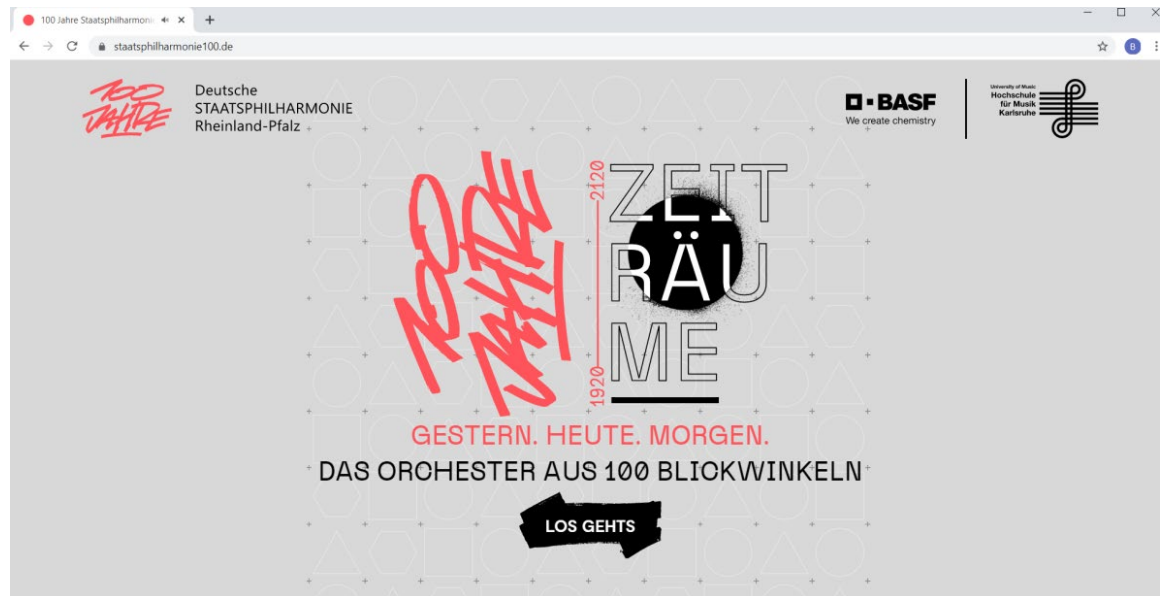 100 Jahre Staatsphilharmoni
staatsphilharmonie100.de
B
100
JAHRE
Deutsche
STAATSPHILHARMONIE
Rheinland-Pfalz
BASF
We create chemistry
University of Music
Hochschule
für Musik
Karlsruhe
100
JAHRE
1920
2120
ZEIT
RÄU
ME
GESTERN. HEUTE. MORGEN.
DAS ORCHESTER AUS 100 BLICKWINKELN
LOS GEHTS